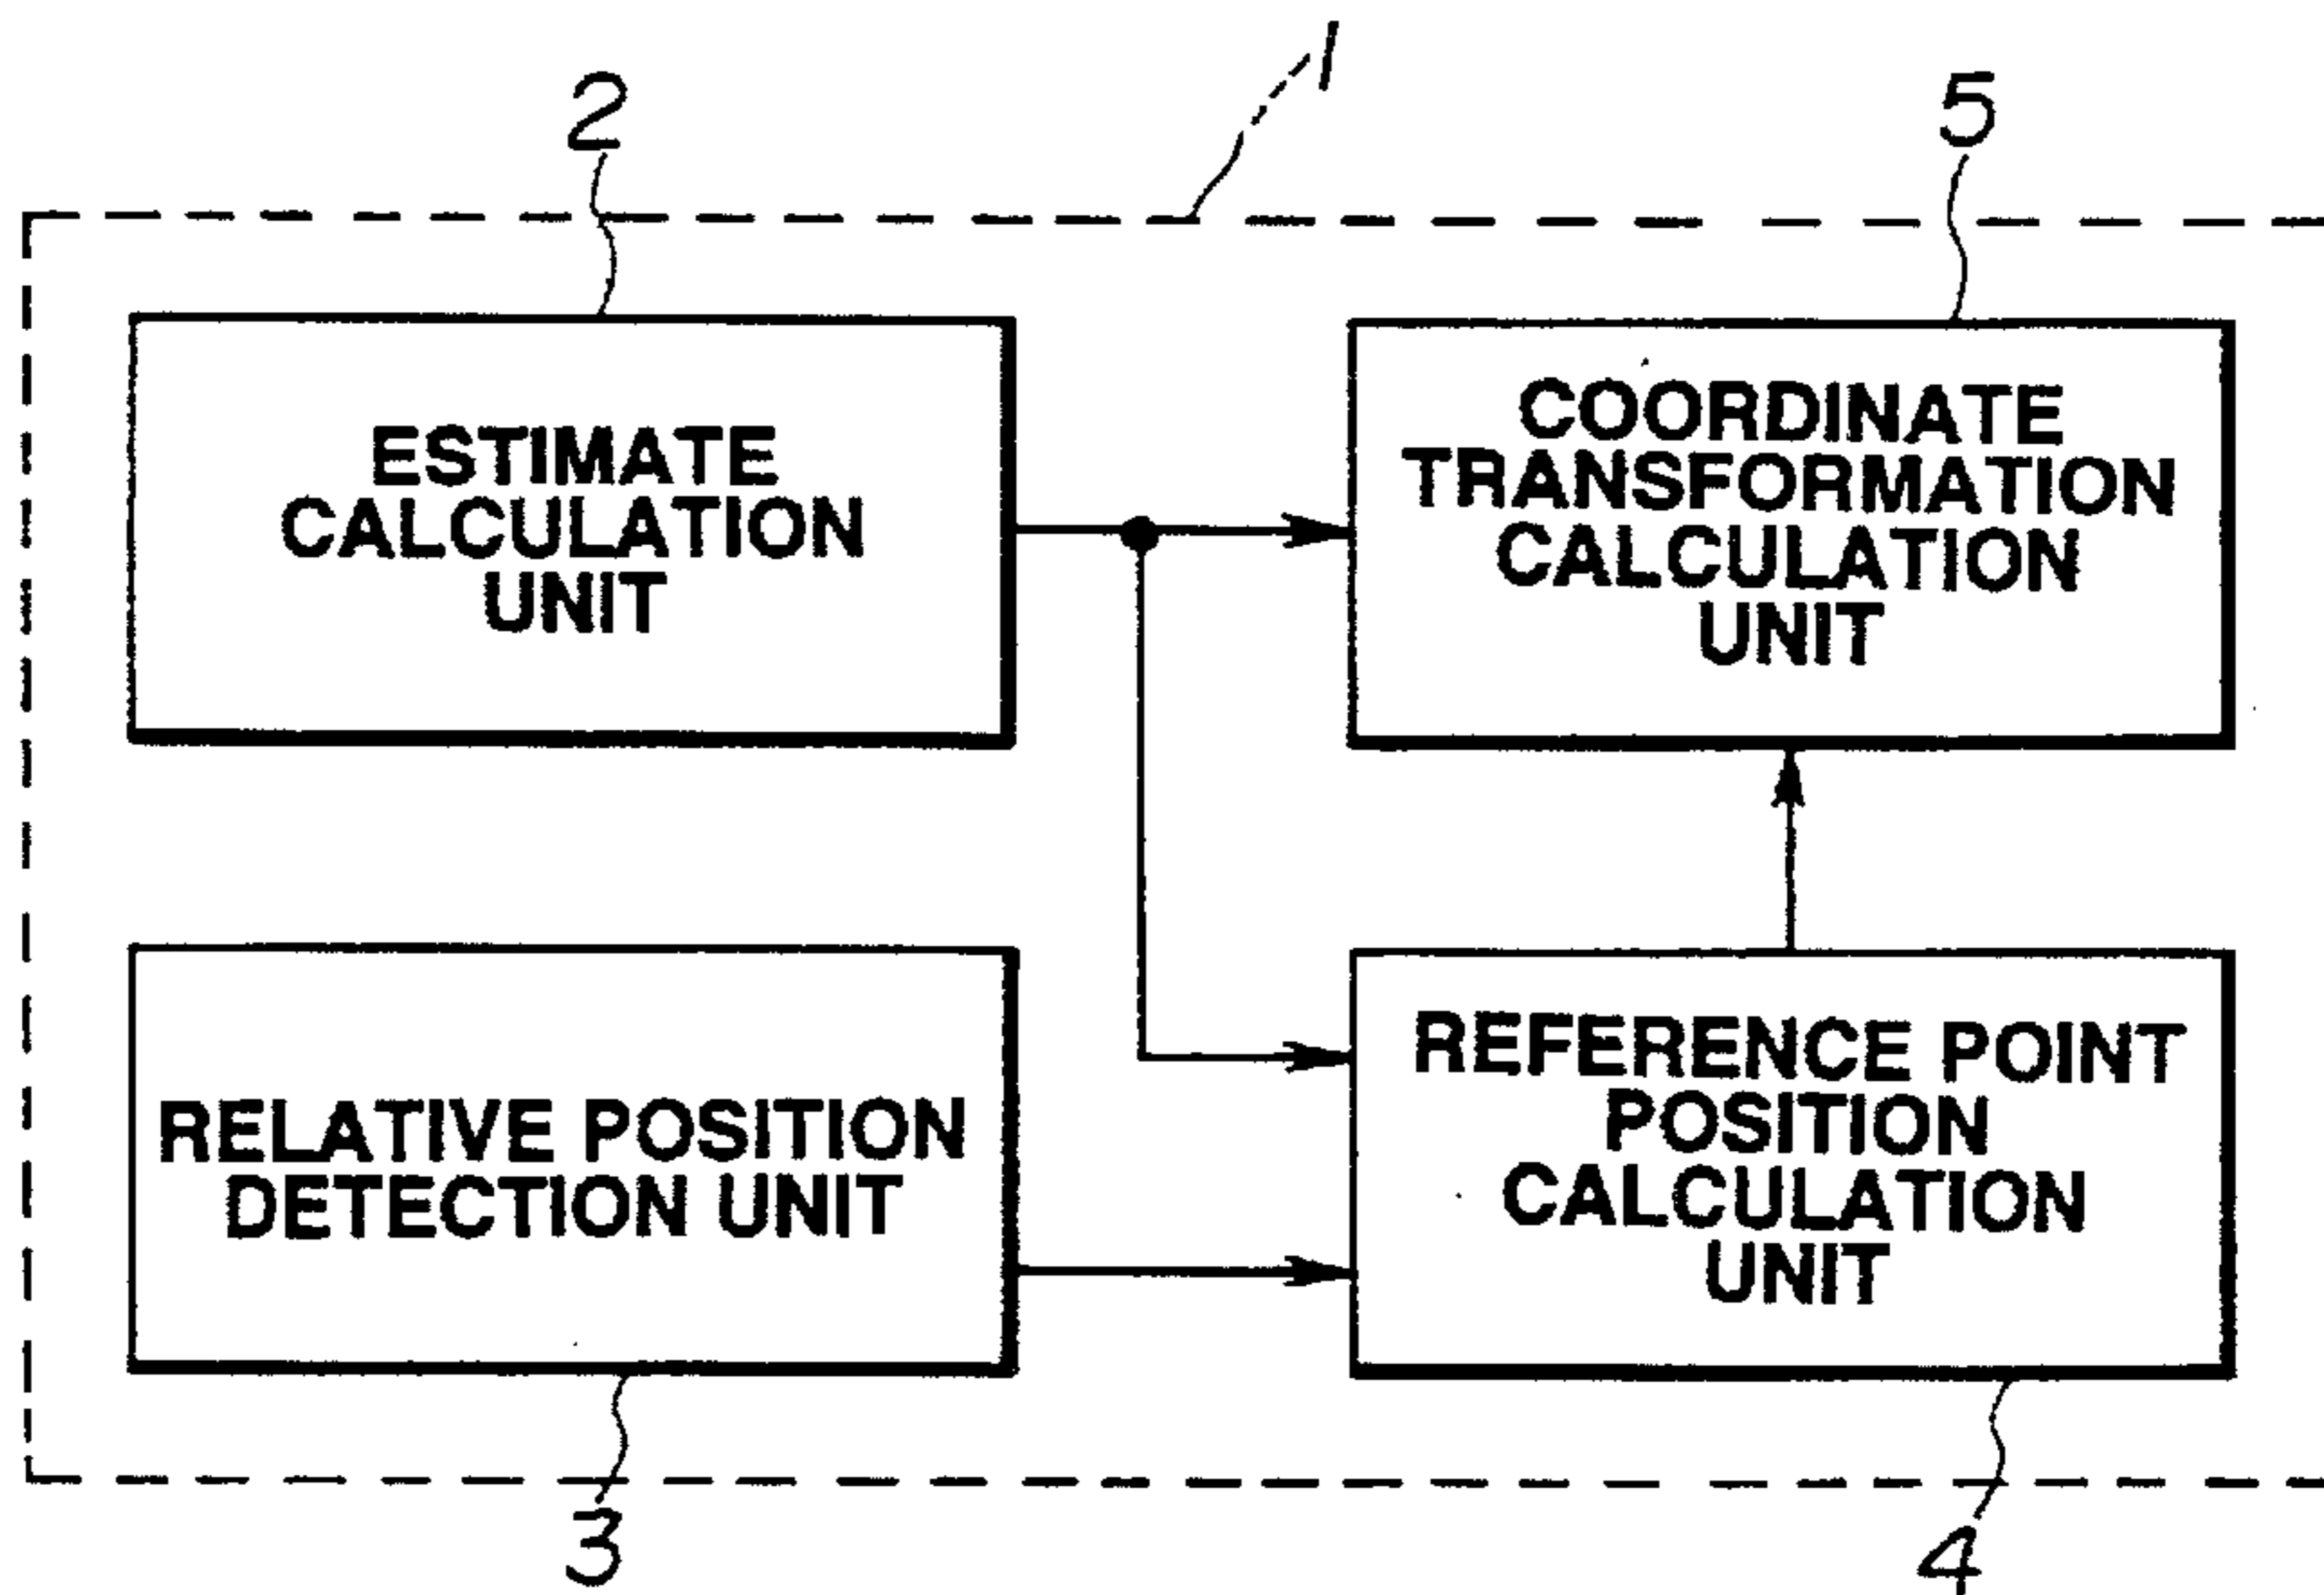 1
2
5
ESTIMATE
CALCULATION
UNIT
COORDINATE
TRANSFORMATION
CALCULATION
UNIT
RELATIVE POSITION
DETECTION UNIT
REFERENCE POINT
POSITION
CALCULATION
UNIT
3
4